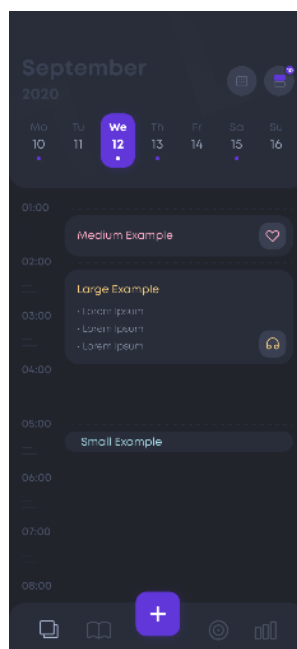 September
2020
Mo Tu We Th Fr Sa Su
10 11 12 13 14 15 16
01:00
Medium Example
02:00
Large Example
03:00
• Lorem Ipsum
• Lorem Ipsum
• Lorem Ipsum
04:00
05:00
Small Example
06:00
07:00
08:00
+